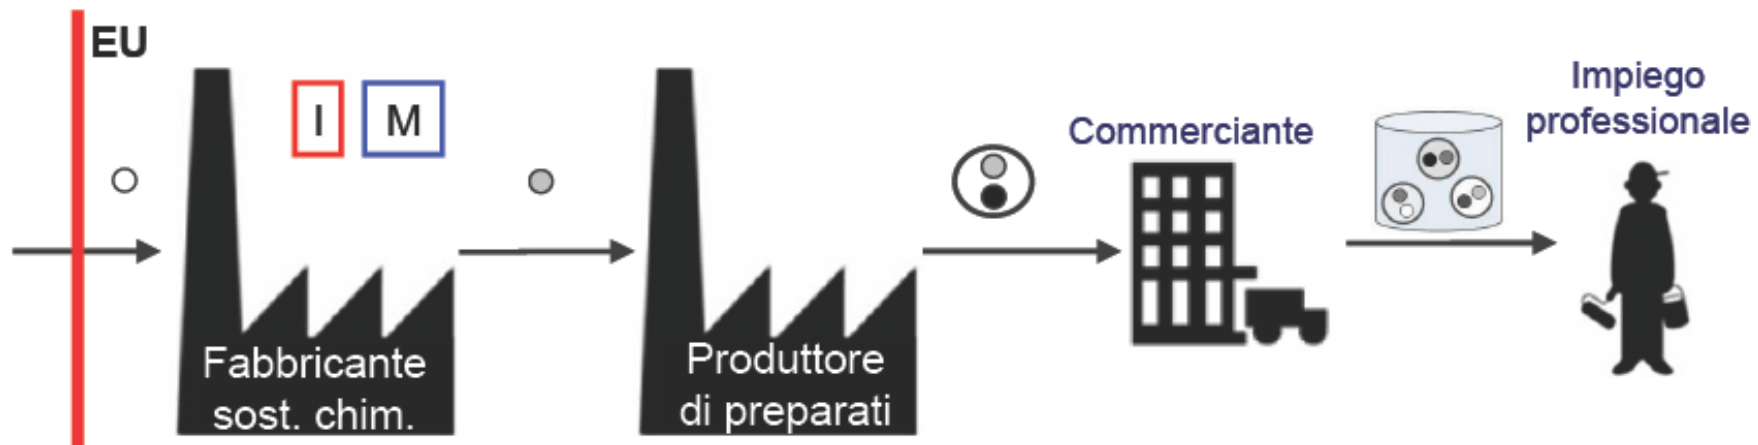 EU
I
M
Fabbricante
sost. chim.
Produttore
di preparati
Commerciante
Impiego
professionale